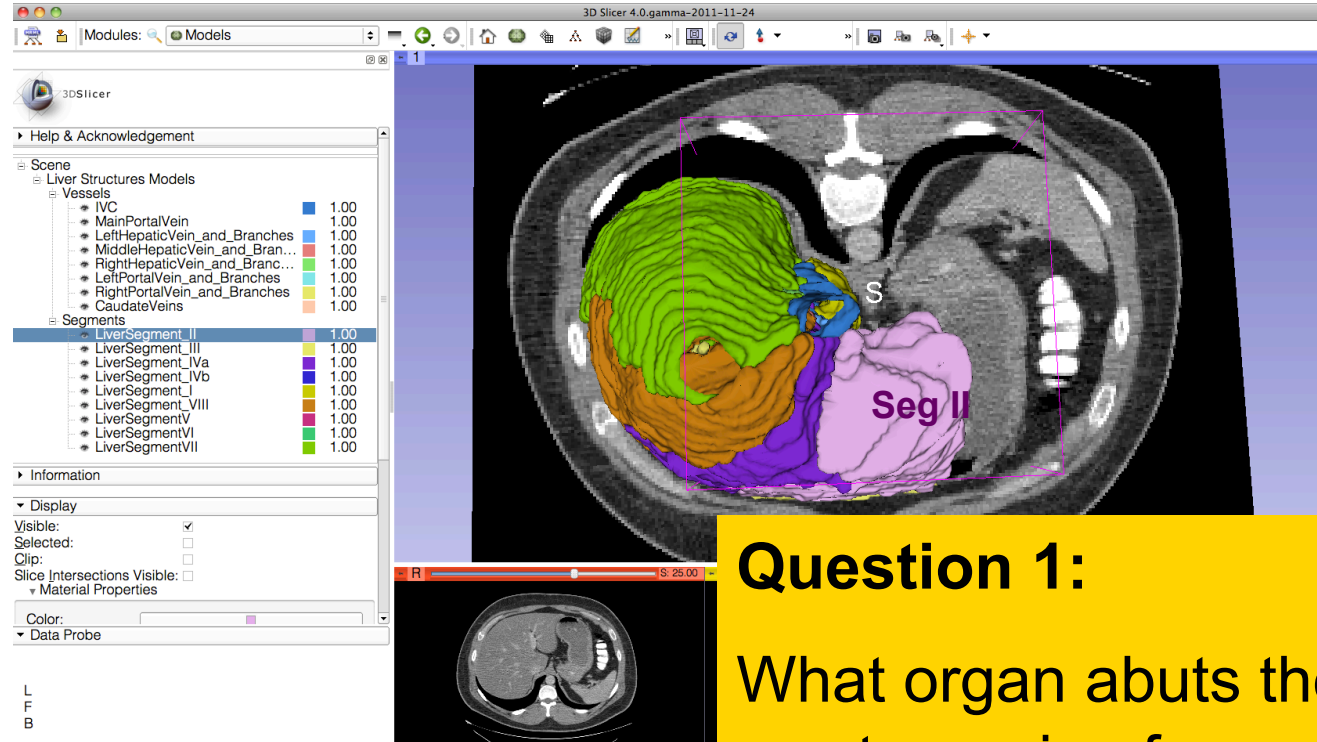 3D Slicer 4.0.gamma-2011-11-24
Modules: Models
3DSlicer
Help & Acknowledgement
Scene
Liver Structures Models
Vessels
IVC 1.00
MainPortalVein 1.00
LeftHepaticVein_and_Branches 1.00
MiddleHepaticVein_and_Bran... 1.00
RightHepaticVein_and_Branc... 1.00
LeftPortalVein_and_Branches 1.00
RightPortalVein_and_Branches 1.00
CaudateVeins 1.00
Segments
LiverSegment_II 1.00
LiverSegment_III 1.00
LiverSegment_IVa 1.00
LiverSegment_IVb 1.00
LiverSegment_I 1.00
LiverSegment_VIII 1.00
LiverSegmentV 1.00
LiverSegmentVI 1.00
LiverSegmentVII 1.00
Information
Display
Visible:
Selected:
Clip:
Slice Intersections Visible:
Material Properties
Color:
Data Probe
L
F
B
1
S
Seg II
R S: 25.00
Question 1:
What organ abuts the